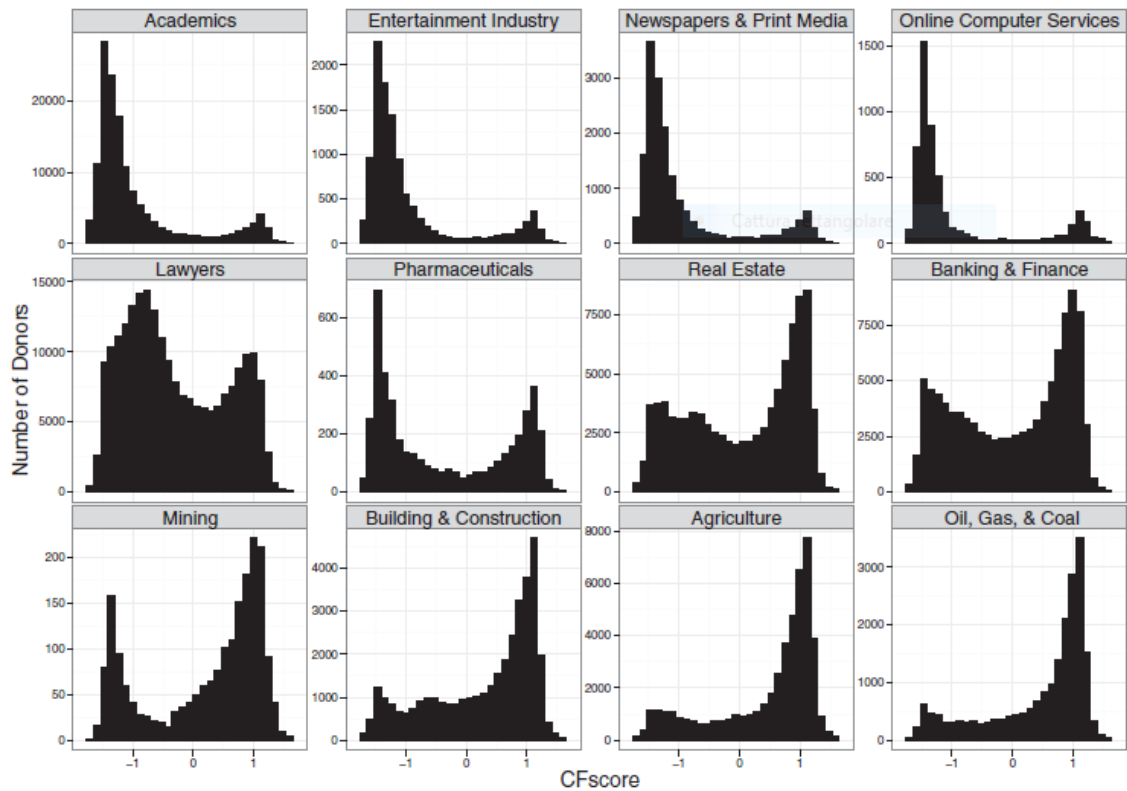 Academics
Entertainment Industry
Newspapers & Print Media
Online Computer Services
20000
10000
0
2000
1500
1000
500
0
3000
2000
1000
0
Cattura rettangolare
1500
1000
500
0
Number of Donors
Lawyers
Pharmaceuticals
Real Estate
Banking & Finance
15000
10000
5000
0
600
400
200
0
7500
5000
2500
0
7500
5000
2500
0
Mining
Building & Construction
Agriculture
Oil, Gas, & Coal
200
150
100
50
0
4000
3000
2000
1000
0
8000
6000
4000
2000
0
3000
2000
1000
0
−1 0 1
−1 0 1
−1 0 1
−1 0 1
CFscore